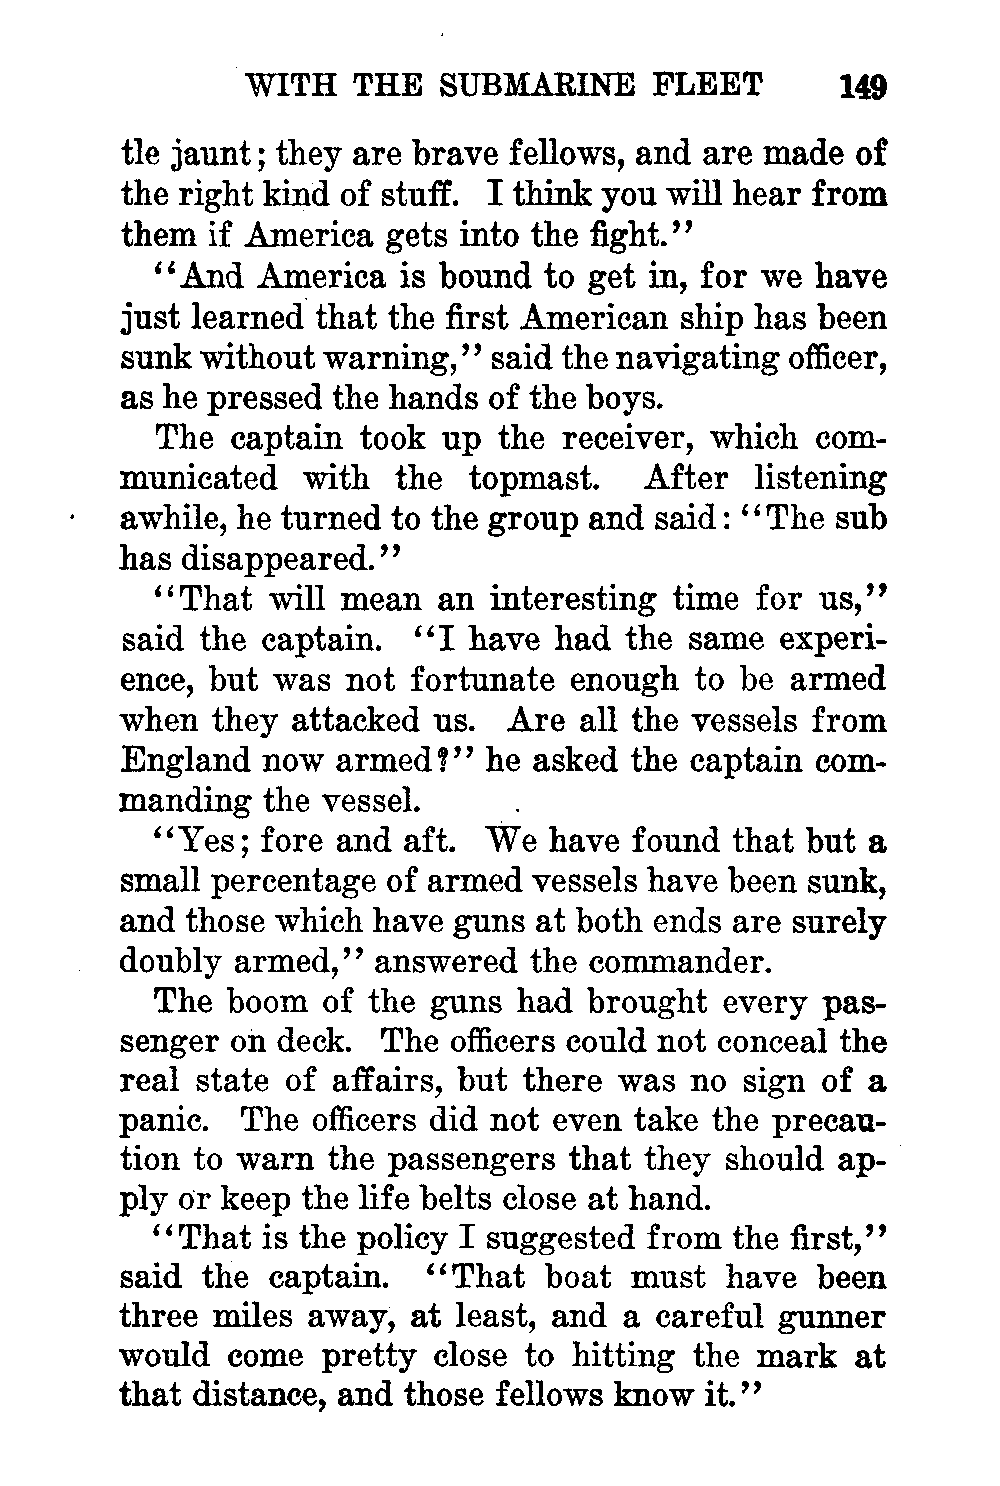 WITH THE SUBMARINE FLEET 149
tle jaunt; they are brave fellows, and are made of
the right kind of stuff. I think you will hear from
them if America gets into the fight."
"And America is bound to get in, for we have
just learned that the first American ship has been
sunk without warning," said the navigating officer,
as he pressed the hands of the boys.
The captain took up the receiver, which com-
municated with the topmast. After listening
awhile, he turned to the group and said: "The sub
has disappeared."
"That will mean an interesting time for us,"
said the captain. "I have had the same experi-
ence, but was not fortunate enough to be armed
when they attacked us. Are all the vessels from
England now armed?" he asked the captain com-
manding the vessel.
"Yes; fore and aft. We have found that but a
small percentage of armed vessels have been sunk,
and those which have guns at both ends are surely
doubly armed," answered the commander.
The boom of the guns had brought every pas-
senger on deck. The officers could not conceal the
real state of affairs, but there was no sign of a
panic. The officers did not even take the precau-
tion to warn the passengers that they should ap-
ply or keep the life belts close at hand.
"That is the policy I suggested from the first,"
said the captain. "That boat must have been
three miles away, at least, and a careful gunner
would come pretty close to hitting the mark at
that distance, and those fellows know it."